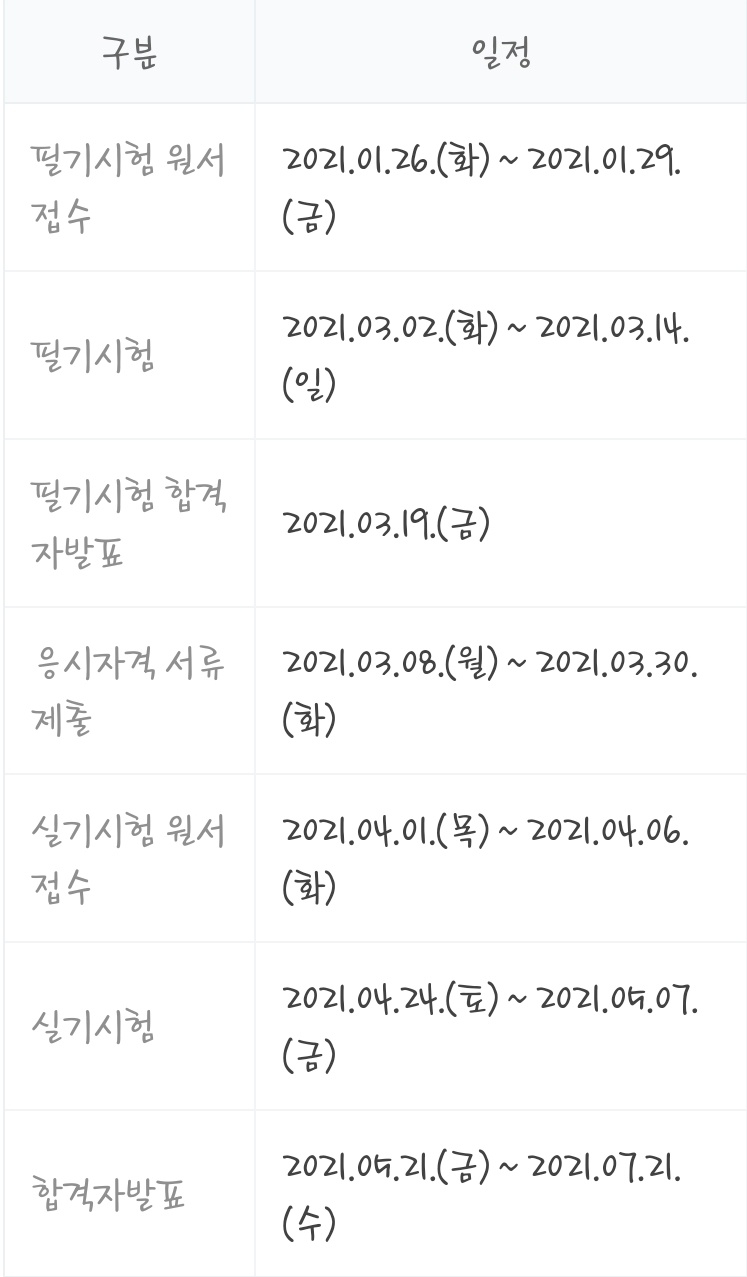 구분
일정
필기시험 원서
접수
2021.01.26.(화) ~ 2021.01.29.
(금)
필기시험
2021.03.02.(화) ~ 2021.03.14.
(일)
필기시험 합격
자발표
2021.03.19.(금)
응시자격 서류
제출
2021.03.08.(월) ~ 2021.03.30.
(화)
실기시험 원서
접수
2021.04.01.(목) ~ 2021.04.06.
(화)
실기시험
2021.04.24.(토) ~ 2021.05.07.
(금)
합격자발표
2021.05.21.(금) ~ 2021.07.21.
(수)